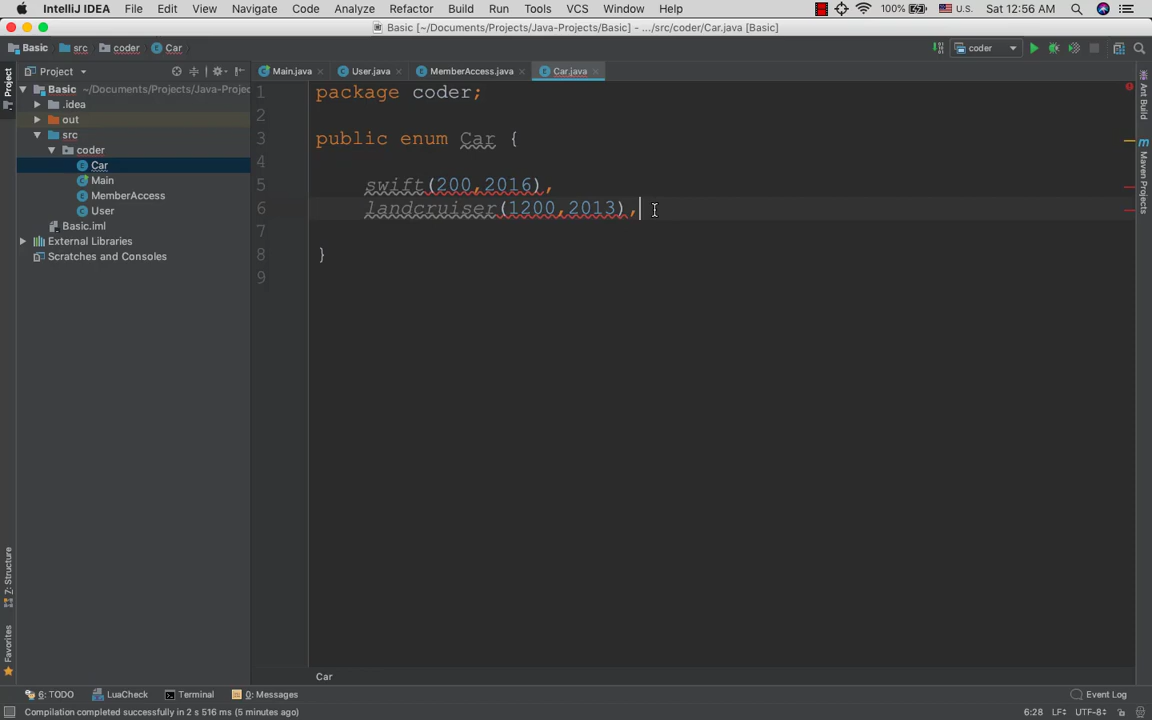 IntelliJ IDEA File Edit View Navigate Code Analyze Refactor Build Run Tools VCS Window Help 100% U.S. Sat 12:56 AM
Basic [~/Documents/Projects/Java-Projects/Basic] - .../src/coder/Car.java [Basic]
Basic src coder Car coder
Project Main.java User.java MemberAccess.java Car.java
Basic ~/Documents/Projects/Java-Projec
.idea
out
src
coder
Car
Main
MemberAccess
User
Basic.iml
External Libraries
Scratches and Consoles
1 package coder;
2
3 public enum Car {
4
5 swift(200,2016),
6 landcruiser(1200,2013),
7
8 }
9
Project
Z: Structure
Favorites
Ant Build
Maven Projects
Car
6: TODO LuaCheck Terminal 0: Messages Event Log
Compilation completed successfully in 2 s 516 ms (5 minutes ago) 6:28 LF UTF-8